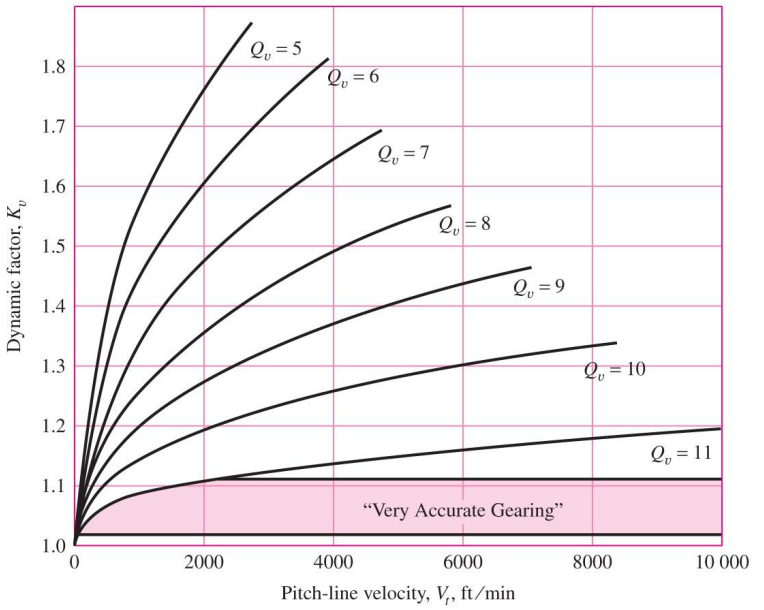 Dynamic factor, Kᵥ
1.8
1.7
1.6
1.5
1.4
1.3
1.2
1.1
1.0
Qᵥ = 5
Qᵥ = 6
Qᵥ = 7
Qᵥ = 8
Qᵥ = 9
Qᵥ = 10
Qᵥ = 11
“Very Accurate Gearing”
0 2000 4000 6000 8000 10 000
Pitch-line velocity, Vₜ, ft/min